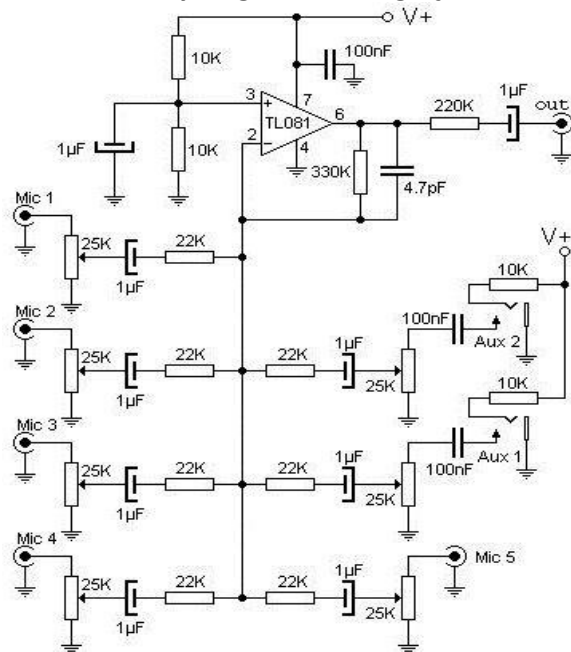 V+
10K
100nF
3
+
7
TL081
6
2
−
4
1µF
10K
330K
4.7pF
220K
1µF
out
Mic 1
25K
1µF
22K
V+
10K
Mic 2
25K
1µF
22K
22K
1µF
25K
100nF
Aux 2
10K
Mic 3
25K
1µF
22K
22K
1µF
25K
100nF
Aux 1
Mic 4
25K
1µF
22K
22K
1µF
25K
Mic 5